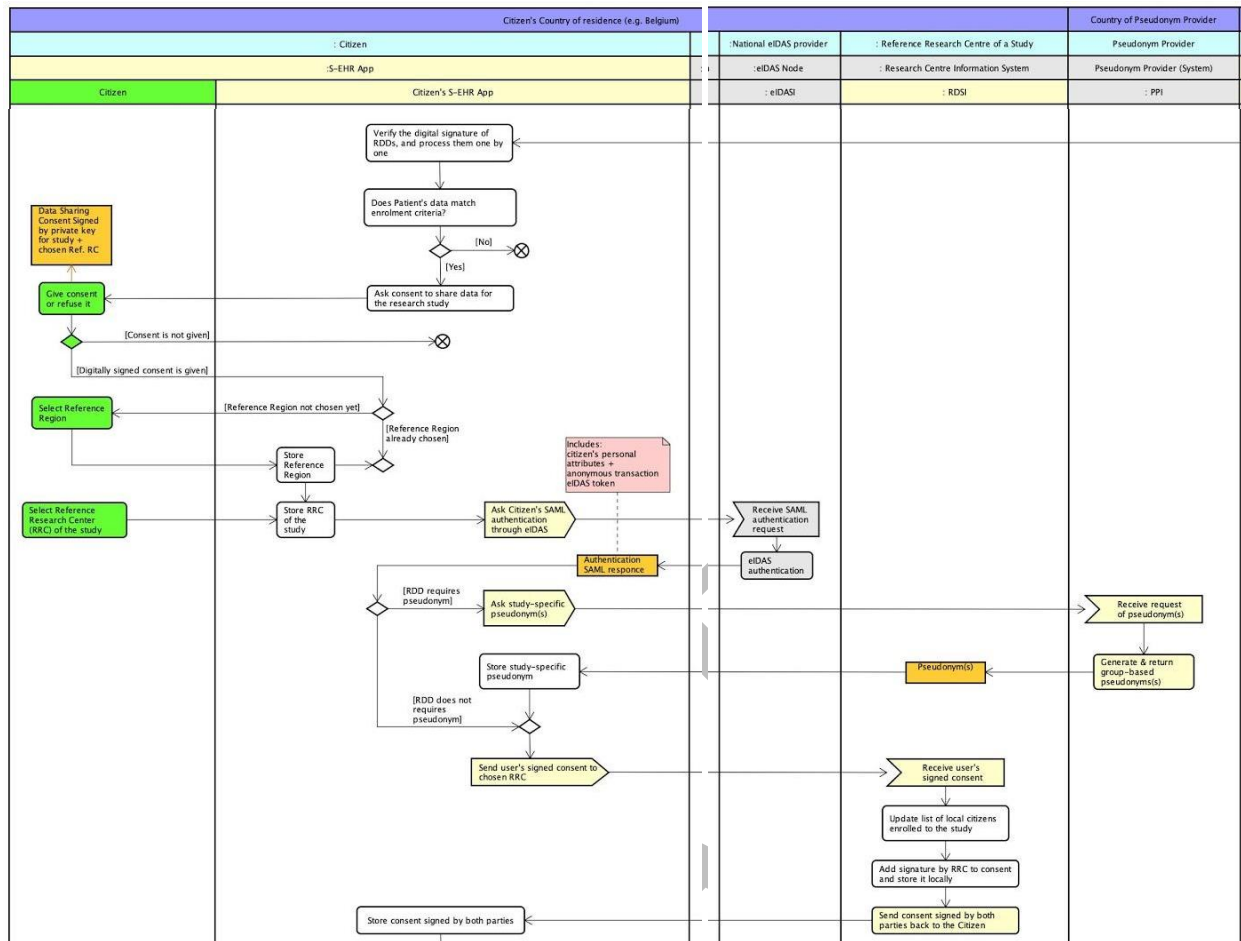 Citizen's Country of residence (e.g. Belgium)
Country of Pseudonym Provider
: Citizen
:National eIDAS provider
: Reference Research Centre of a Study
Pseudonym Provider
:S-EHR App
:eIDAS Node
: Research Centre Information System
Pseudonym Provider (System)
Citizen
Citizen's S-EHR App
: eIDASI
: RDSI
: PPI
Verify the digital signature of
RDDs, and process them one by
one
Does Patient's data match
enrolment criteria?
[No]
[Yes]
Data Sharing
Consent Signed
by private key
for study +
chosen Ref. RC
Give consent
or refuse it
Ask consent to share data for
the research study
[Consent is not given]
[Digitally signed consent is given]
Select Reference
Region
[Reference Region not chosen yet]
[Reference Region
already chosen]
Store
Reference
Region
Includes:
citizen's personal
attributes +
anonymous transaction
eIDAS token
Select Reference
Research Center
(RRC) of the study
Store RRC
of the
study
Ask Citizen's SAML
authentication
through eIDAS
Receive SAML
authentication
request
Authentication
SAML responce
eIDAS
authentication
[RDD requires
pseudonym]
Ask study-specific
pseudonym(s)
Receive request
of pseudonym(s)
Store study-specific
pseudonym
Pseudonym(s)
Generate & return
group-based
pseudonyms(s)
[RDD does not
requires
pseudonym]
Send user's signed consent to
chosen RRC
Receive user's
signed consent
Update list of local citizens
enrolled to the study
Add signature by RRC to consent
and store it locally
Store consent signed by both parties
Send consent signed by both
parties back to the Citizen